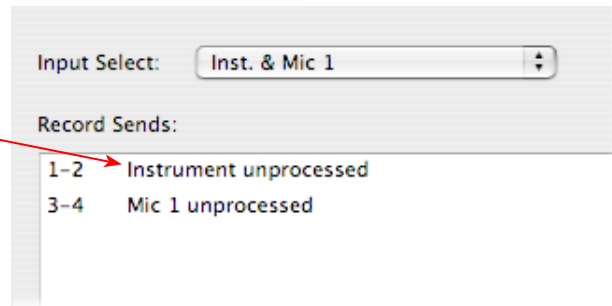 Input Select: Inst. & Mic 1
Record Sends:
1-2 Instrument unprocessed
3-4 Mic 1 unprocessed